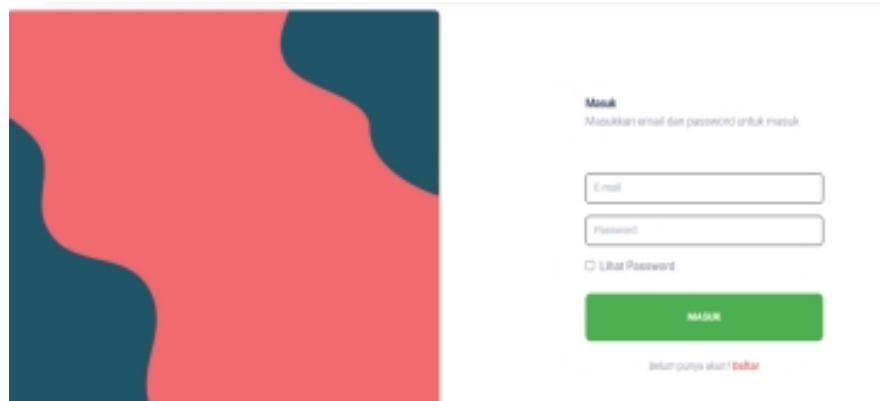 Masuk
Masukkan email dan password untuk masuk
E-mail
Password
Lihat Password
MASUK
Belum punya akun? Daftar